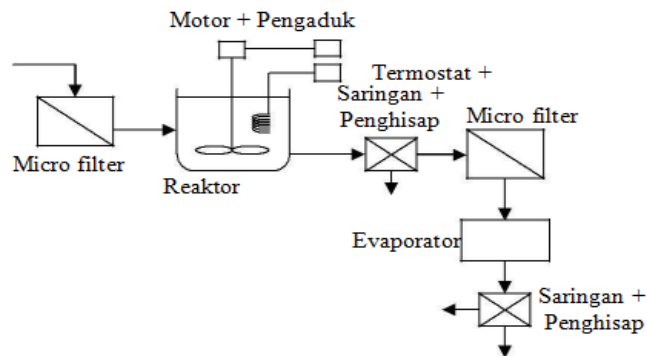 Motor + Pengaduk
Termostat +
Saringan +
Penghisap
Micro filter
Micro filter
Reaktor
Evaporator
Saringan +
Penghisap